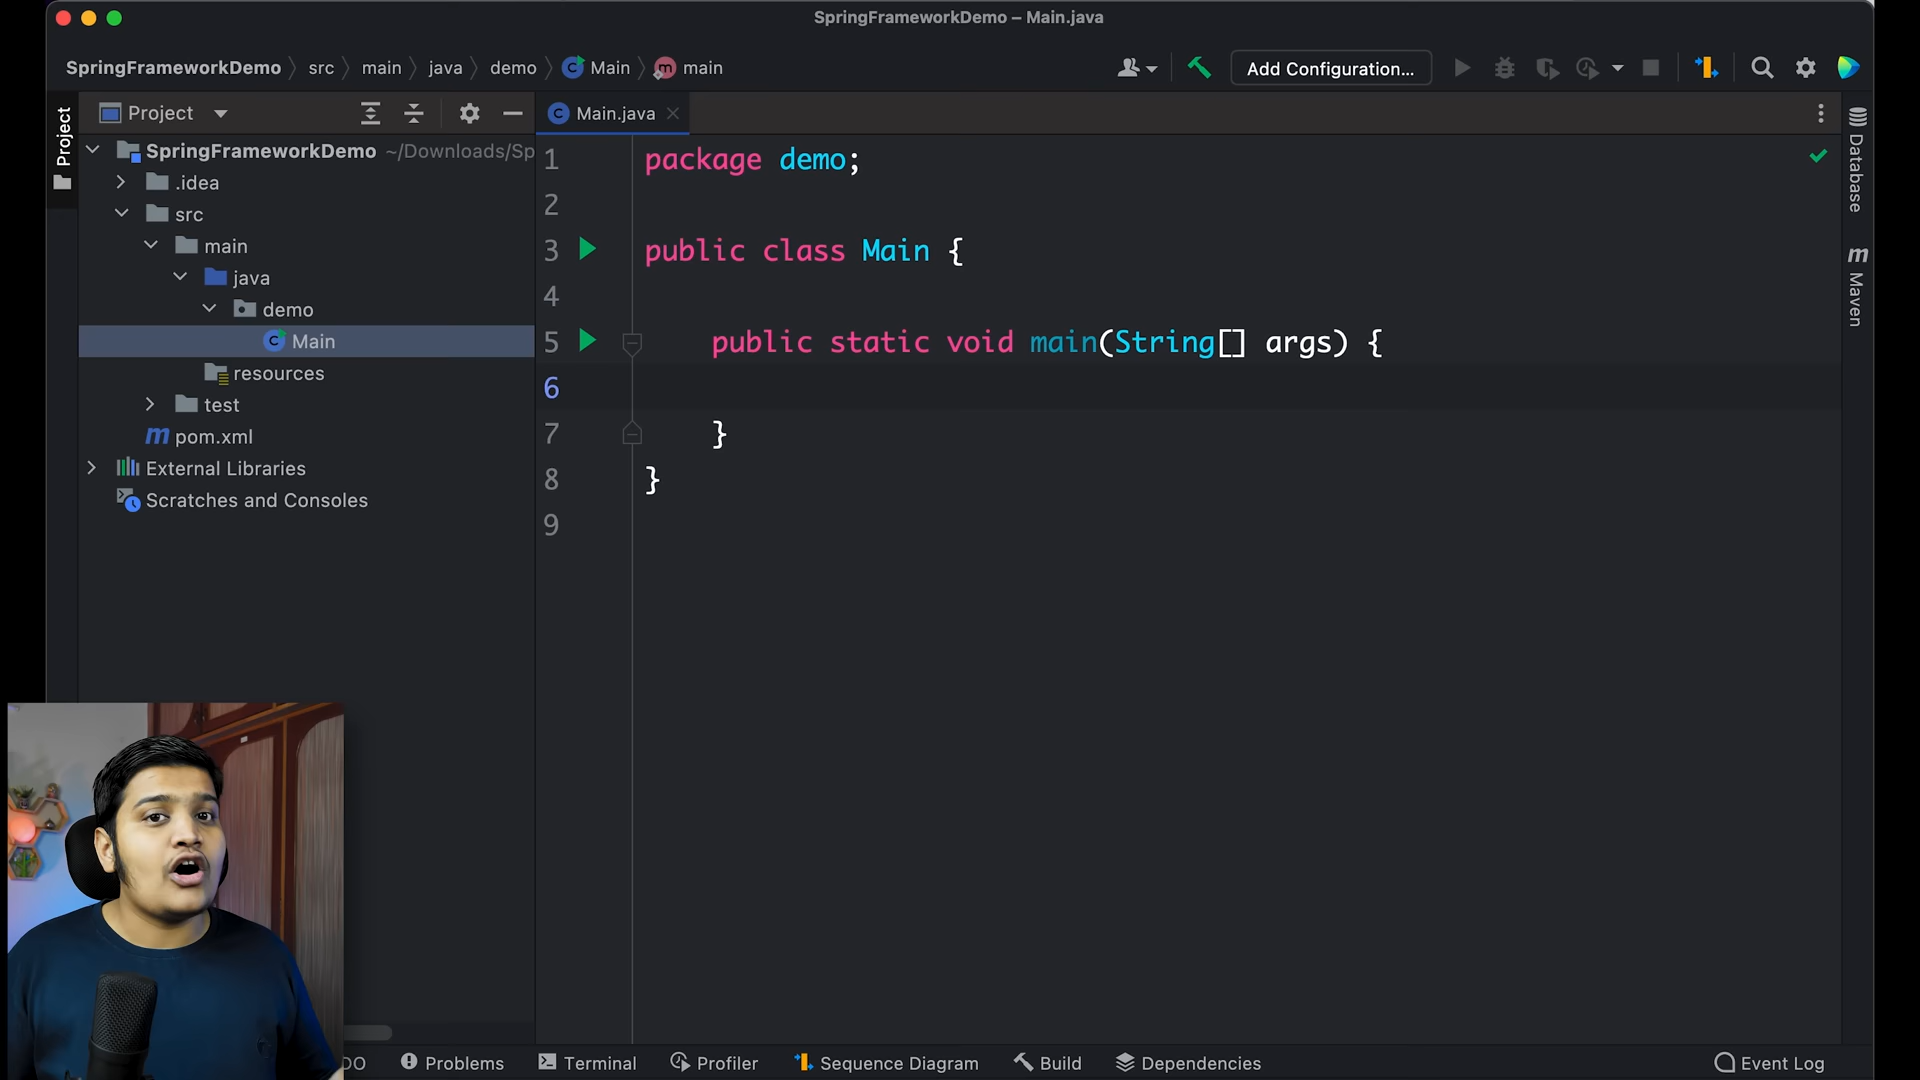 SpringFrameworkDemo – Main.java
SpringFrameworkDemo src main java demo Main main
Add Configuration...
Project
Project
Main.java
SpringFrameworkDemo ~/Downloads/Sp
.idea
src
main
java
demo
Main
resources
test
pom.xml
External Libraries
Scratches and Consoles
1 package demo;
2
3 public class Main {
4
5 public static void main(String[] args) {
6
7 }
8 }
9
Database
Maven
DO Problems Terminal Profiler Sequence Diagram Build Dependencies Event Log